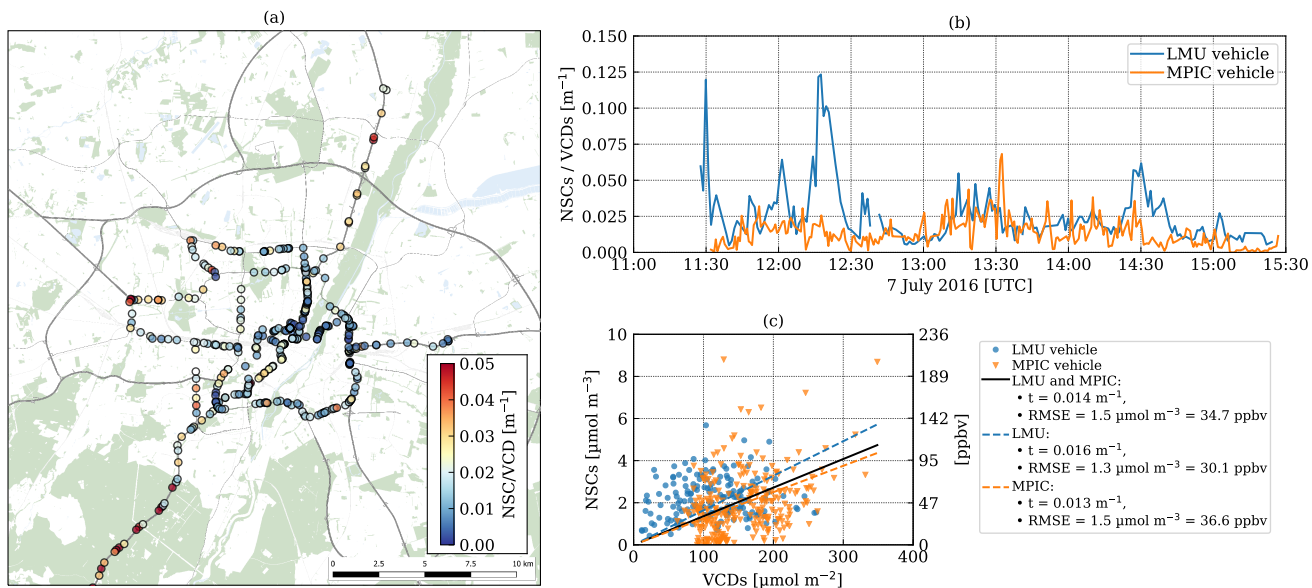 (a)
0.05
0.04
0.03
0.02
0.01
0.00
NSC/VCD [m⁻¹]
0 2.5 5 7.5 10 km
(b)
0.150
0.125
0.100
0.075
0.050
0.025
0.000
NSCs / VCDs [m⁻¹]
LMU vehicle
MPIC vehicle
11:00 11:30 12:00 12:30 13:00 13:30 14:00 14:30 15:00 15:30
7 July 2016 [UTC]
(c)
10
8
6
4
2
0
NSCs [µmol m⁻³]
236
189
142
95
47
0
[ppbv]
0 100 200 300 400
VCDs [µmol m⁻²]
LMU vehicle
MPIC vehicle
LMU and MPIC:
• t = 0.014 m⁻¹,
• RMSE = 1.5 µmol m⁻³ = 34.7 ppbv
LMU:
• t = 0.016 m⁻¹,
• RMSE = 1.3 µmol m⁻³ = 30.1 ppbv
MPIC:
• t = 0.013 m⁻¹,
• RMSE = 1.5 µmol m⁻³ = 36.6 ppbv